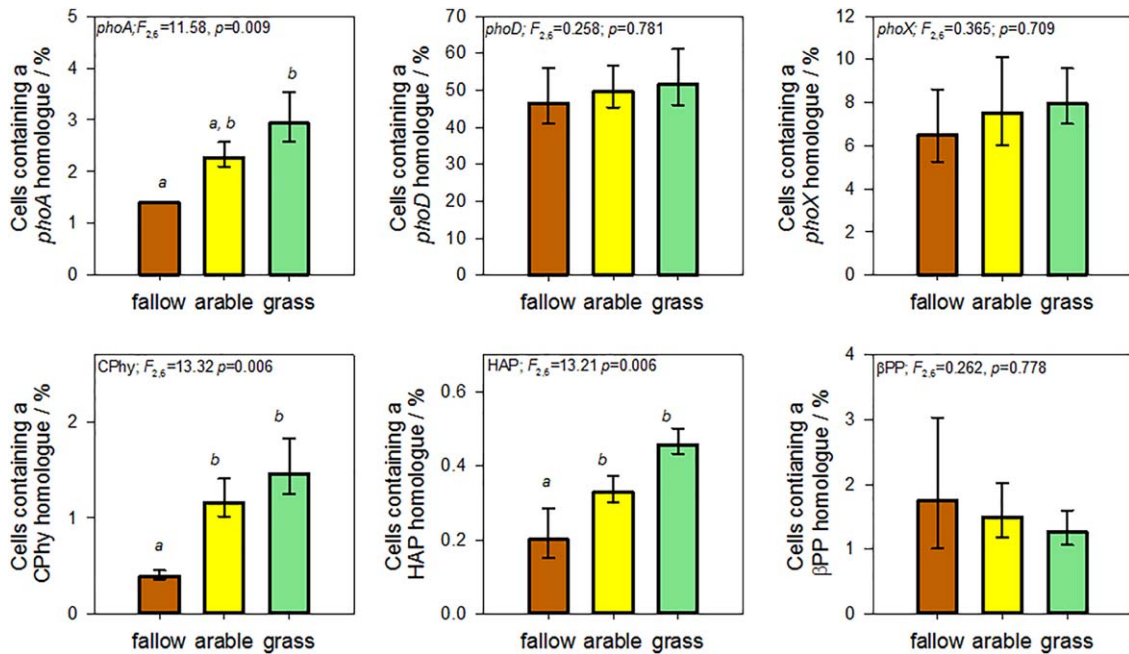 phoA;F2,6=11.58, p=0.009
Cells containing a
phoA homologue / %
5
4
3
2
1
0
a
a, b
b
fallow arable grass
phoD; F2,6=0.258; p=0.781
Cells containing a
phoD homologue / %
70
60
50
40
30
20
10
0
fallow arable grass
phoX; F2,6=0.365; p=0.709
Cells containing a
phoX homologue / %
12
10
8
6
4
2
0
fallow arable grass
CPhy; F2,6=13.32 p=0.006
Cells containing a
CPhy homologue / %
2
1
0
a
b
b
fallow arable grass
HAP; F2,6=13.21 p=0.006
Cells containing a
HAP homologue / %
0.6
0.4
0.2
0.0
a
b
b
fallow arable grass
βPP; F2,6=0.262, p=0.778
Cells contianing a
βPP homologue / %
4
3
2
1
0
fallow arable grass